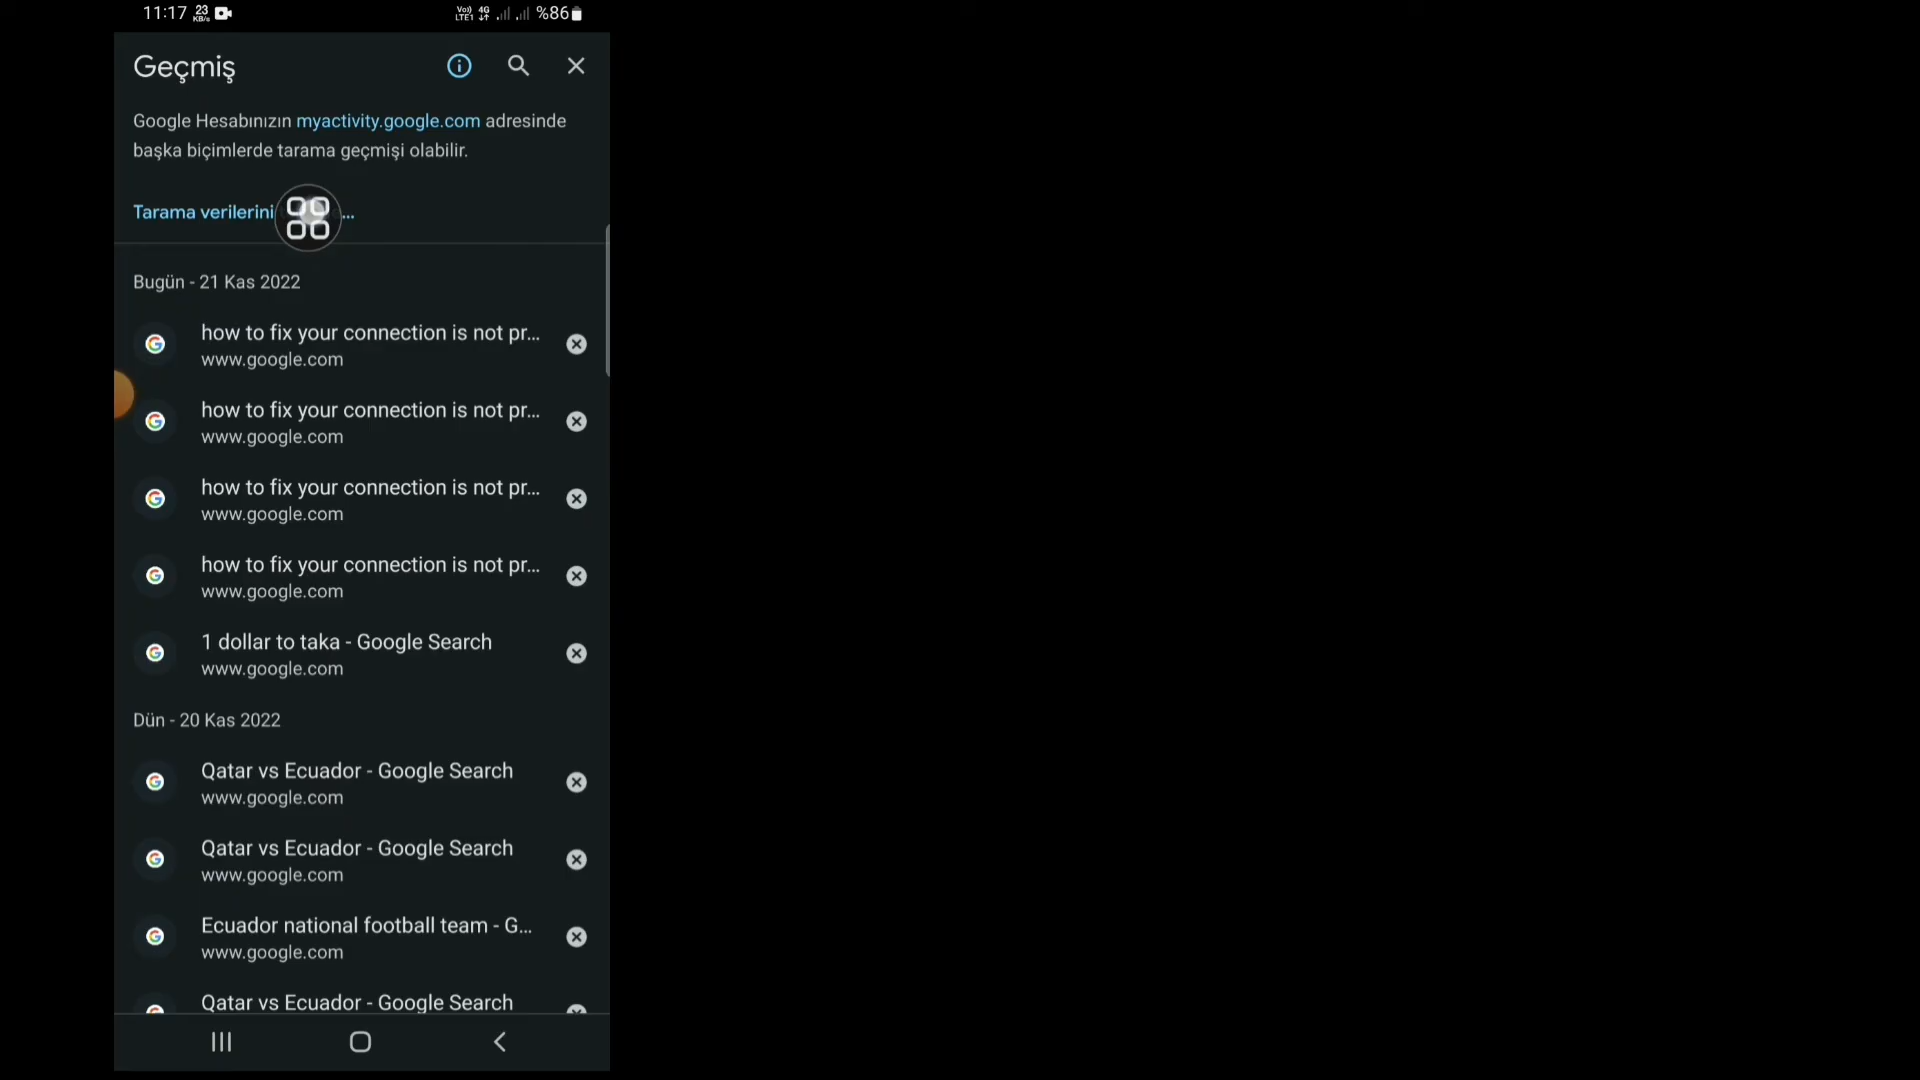 11:17 23 KB/s Vo)) LTE1 4G %86
Geçmiş
Google Hesabınızın myactivity.google.com adresinde
başka biçimlerde tarama geçmişi olabilir.
Tarama verilerini ...
Bugün - 21 Kas 2022
how to fix your connection is not pr...
www.google.com
how to fix your connection is not pr...
www.google.com
how to fix your connection is not pr...
www.google.com
how to fix your connection is not pr...
www.google.com
1 dollar to taka - Google Search
www.google.com
Dün - 20 Kas 2022
Qatar vs Ecuador - Google Search
www.google.com
Qatar vs Ecuador - Google Search
www.google.com
Ecuador national football team - G...
www.google.com
Qatar vs Ecuador - Google Search